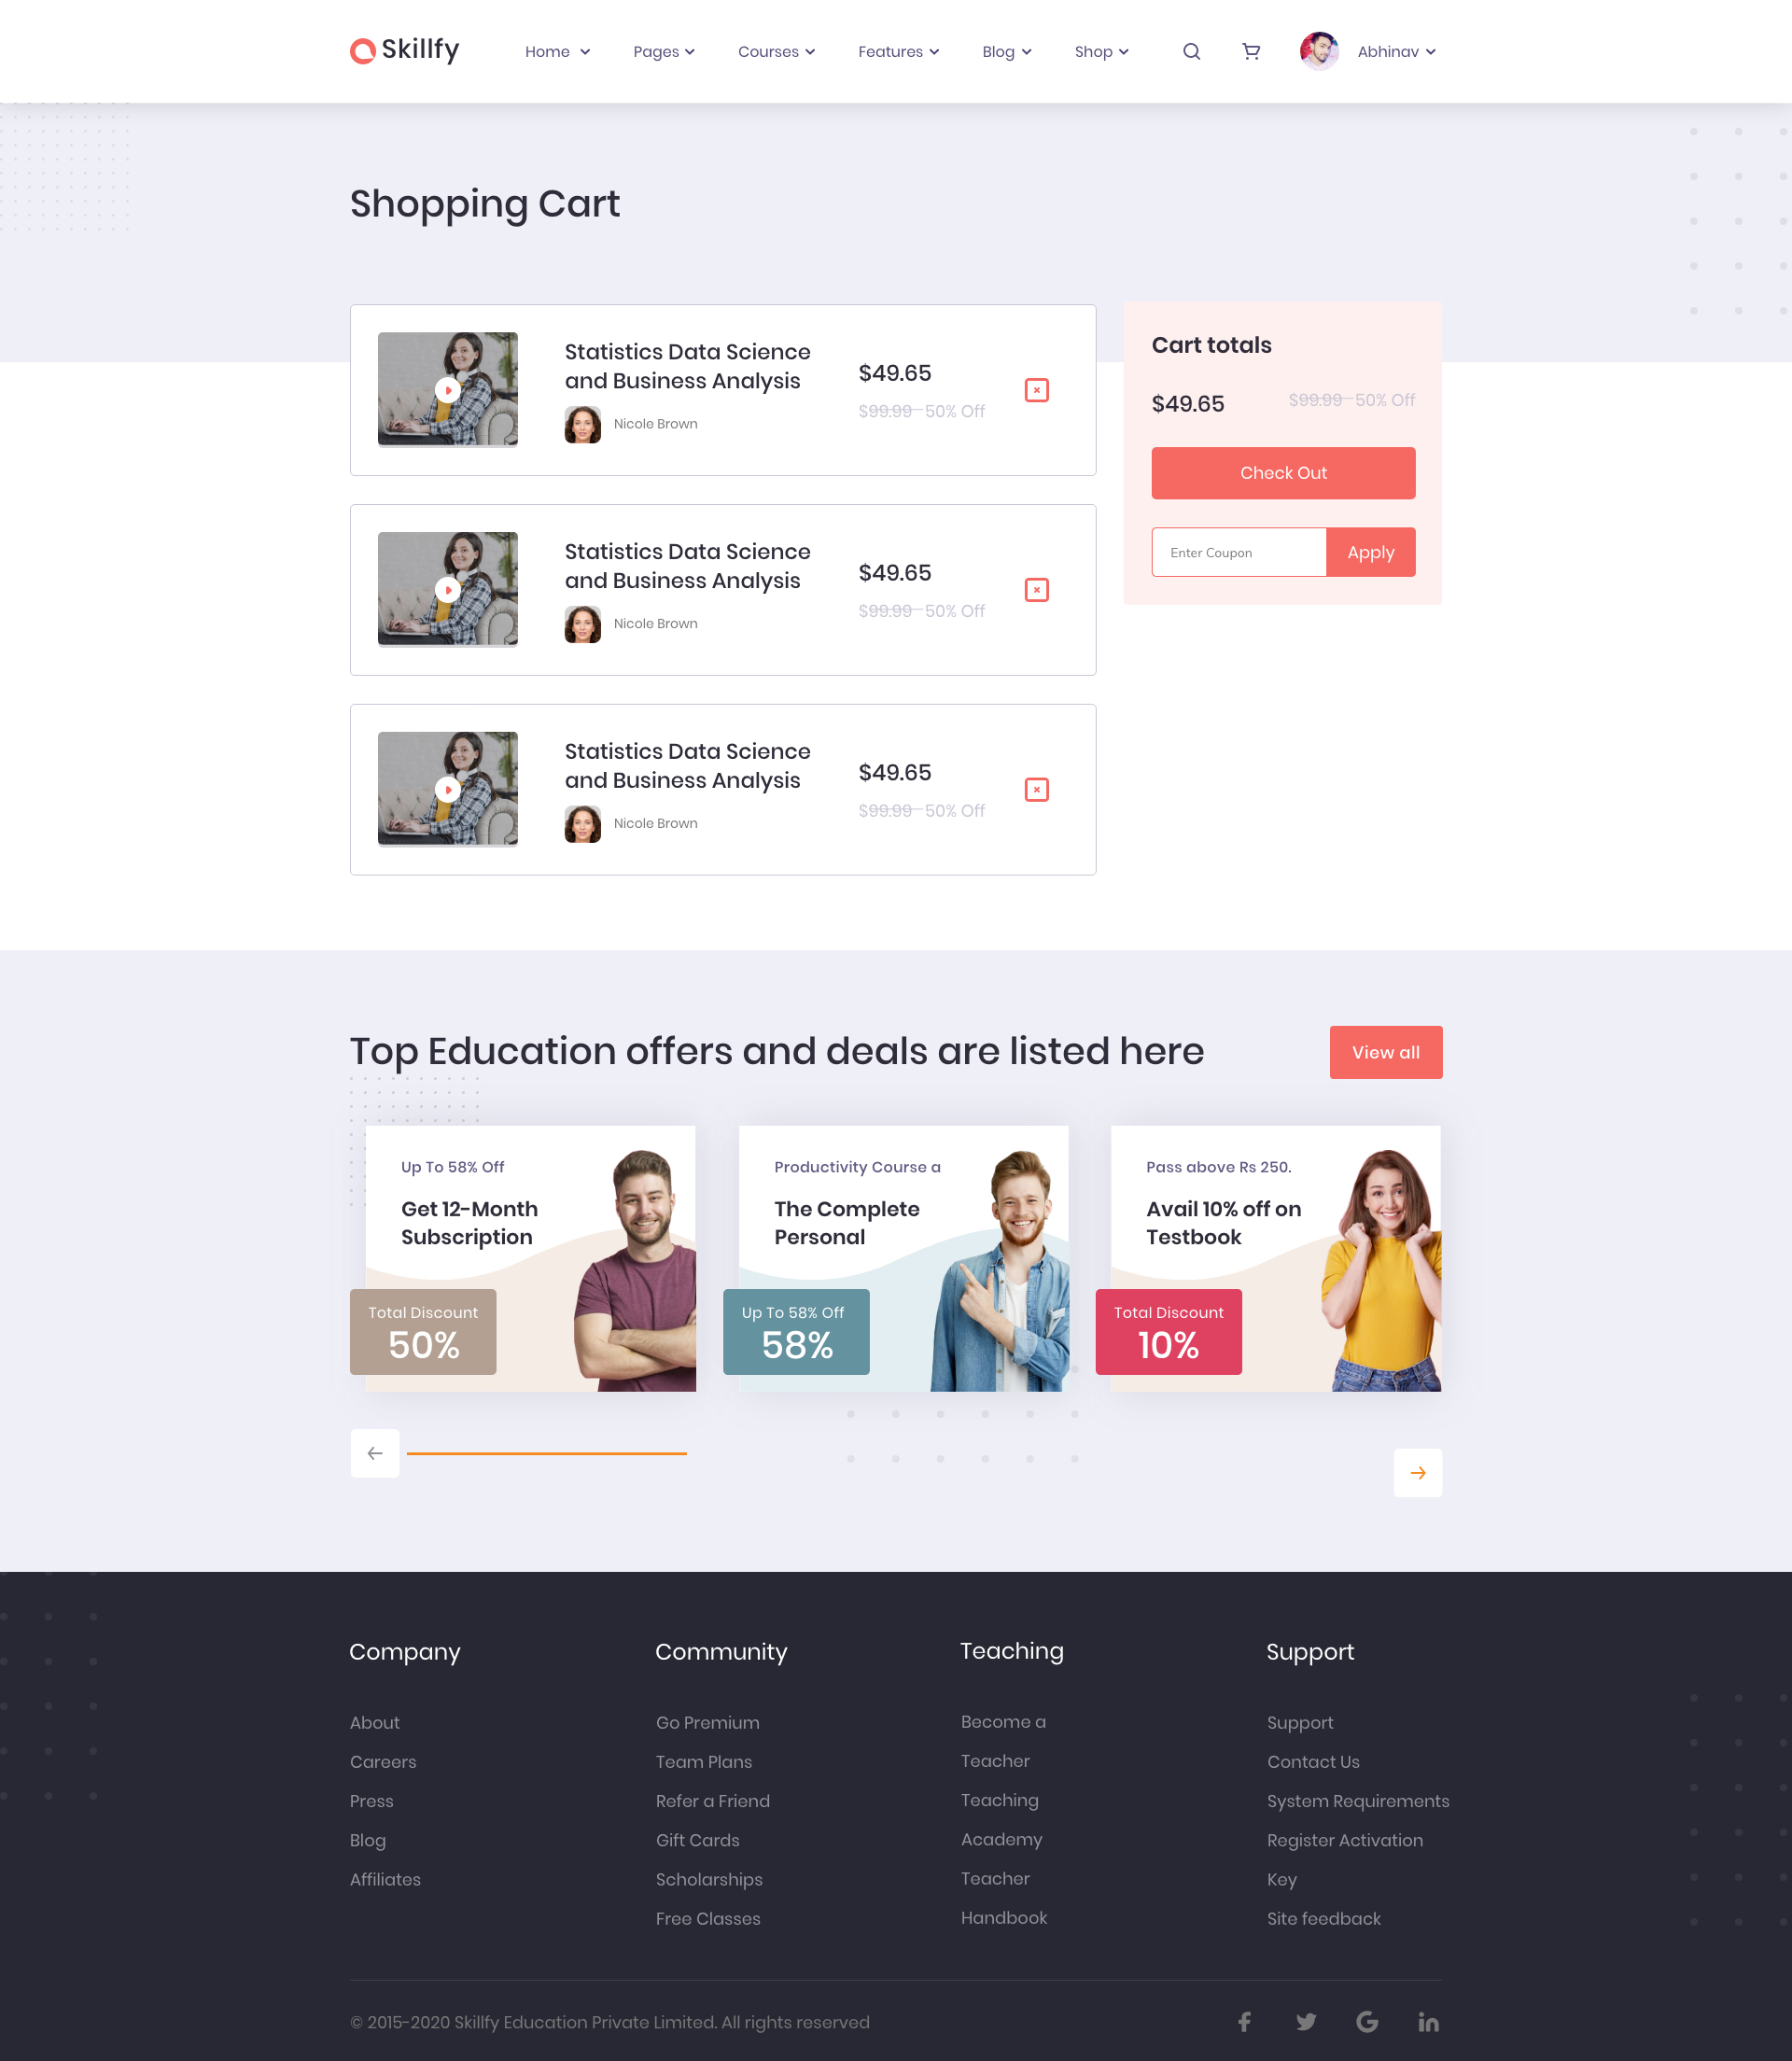 Skillfy
Home Pages Courses Features Blog Shop Abhinav
Shopping Cart
Statistics Data Science
and Business Analysis
Nicole Brown
$49.65
$99.99 50% Off
Statistics Data Science
and Business Analysis
Nicole Brown
$49.65
$99.99 50% Off
Statistics Data Science
and Business Analysis
Nicole Brown
$49.65
$99.99 50% Off
Cart totals
$49.65 $99.99 50% Off
Check Out
Enter Coupon Apply
Top Education offers and deals are listed here
View all
Up To 58% Off
Get 12-Month
Subscription
Total Discount
50%
Productivity Course a
The Complete
Personal
Up To 58% Off
58%
Pass above Rs 250.
Avail 10% off on
Testbook
Total Discount
10%
Company
About
Careers
Press
Blog
Affiliates
Community
Go Premium
Team Plans
Refer a Friend
Gift Cards
Scholarships
Free Classes
Teaching
Become a
Teacher
Teaching
Academy
Teacher
Handbook
Support
Support
Contact Us
System Requirements
Register Activation
Key
Site feedback
© 2015-2020 Skillfy Education Private Limited. All rights reserved